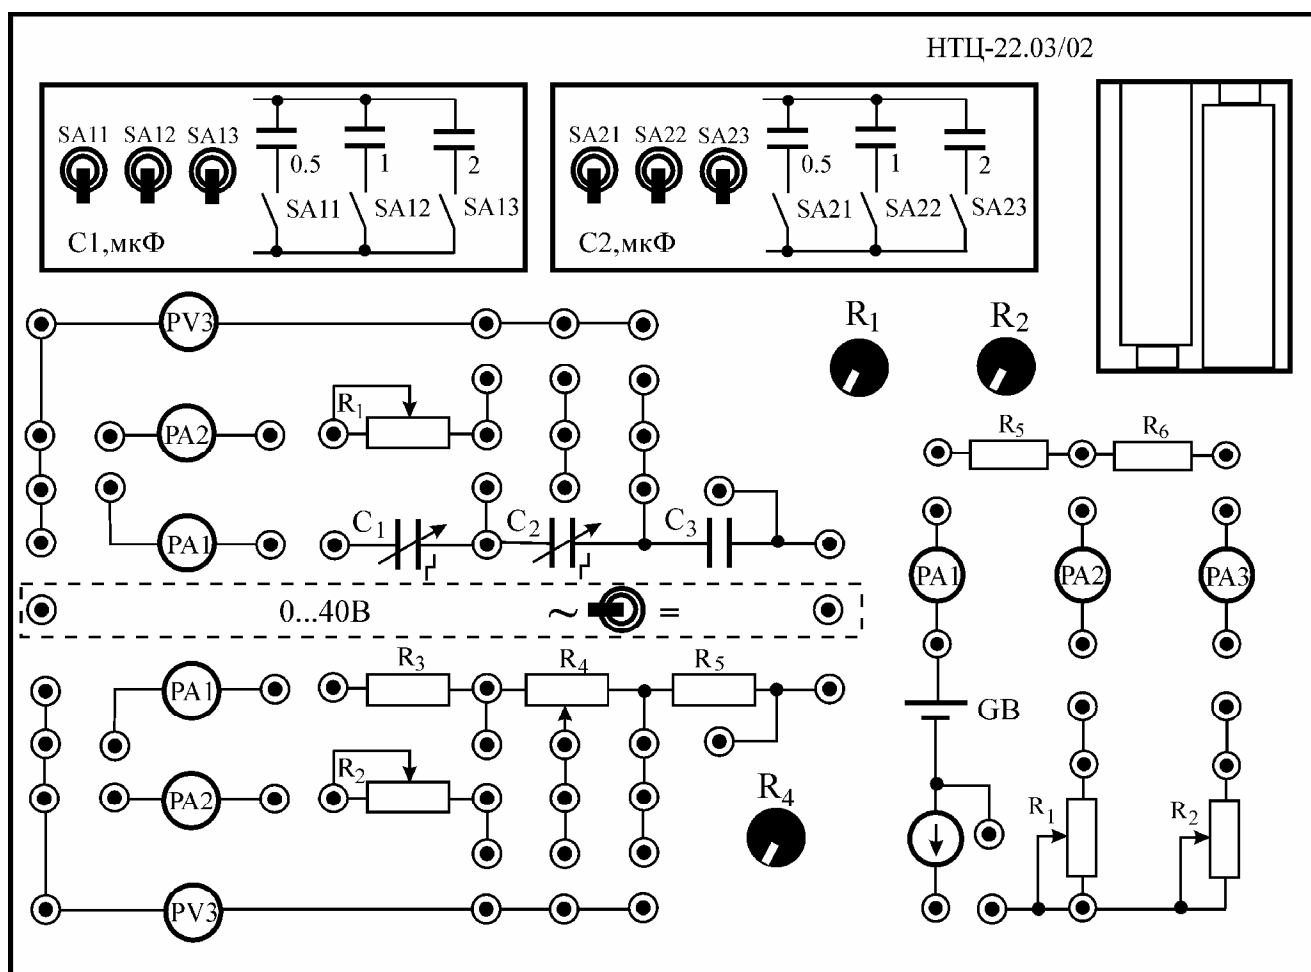 НТЦ-22.03/02
SA11 SA12 SA13
0.5 1 2
SA11 SA12 SA13
С1,мкФ
SA21 SA22 SA23
0.5 1 2
SA21 SA22 SA23
С2,мкФ
PV3
R1 R2
PA2 R1
R5 R6
PA1 C1 C2 C3
PA1 PA2 PA3
0...40В ~ =
PA1 R3 R4 R5
GB
PA2 R2
R4
R1 R2
PV3